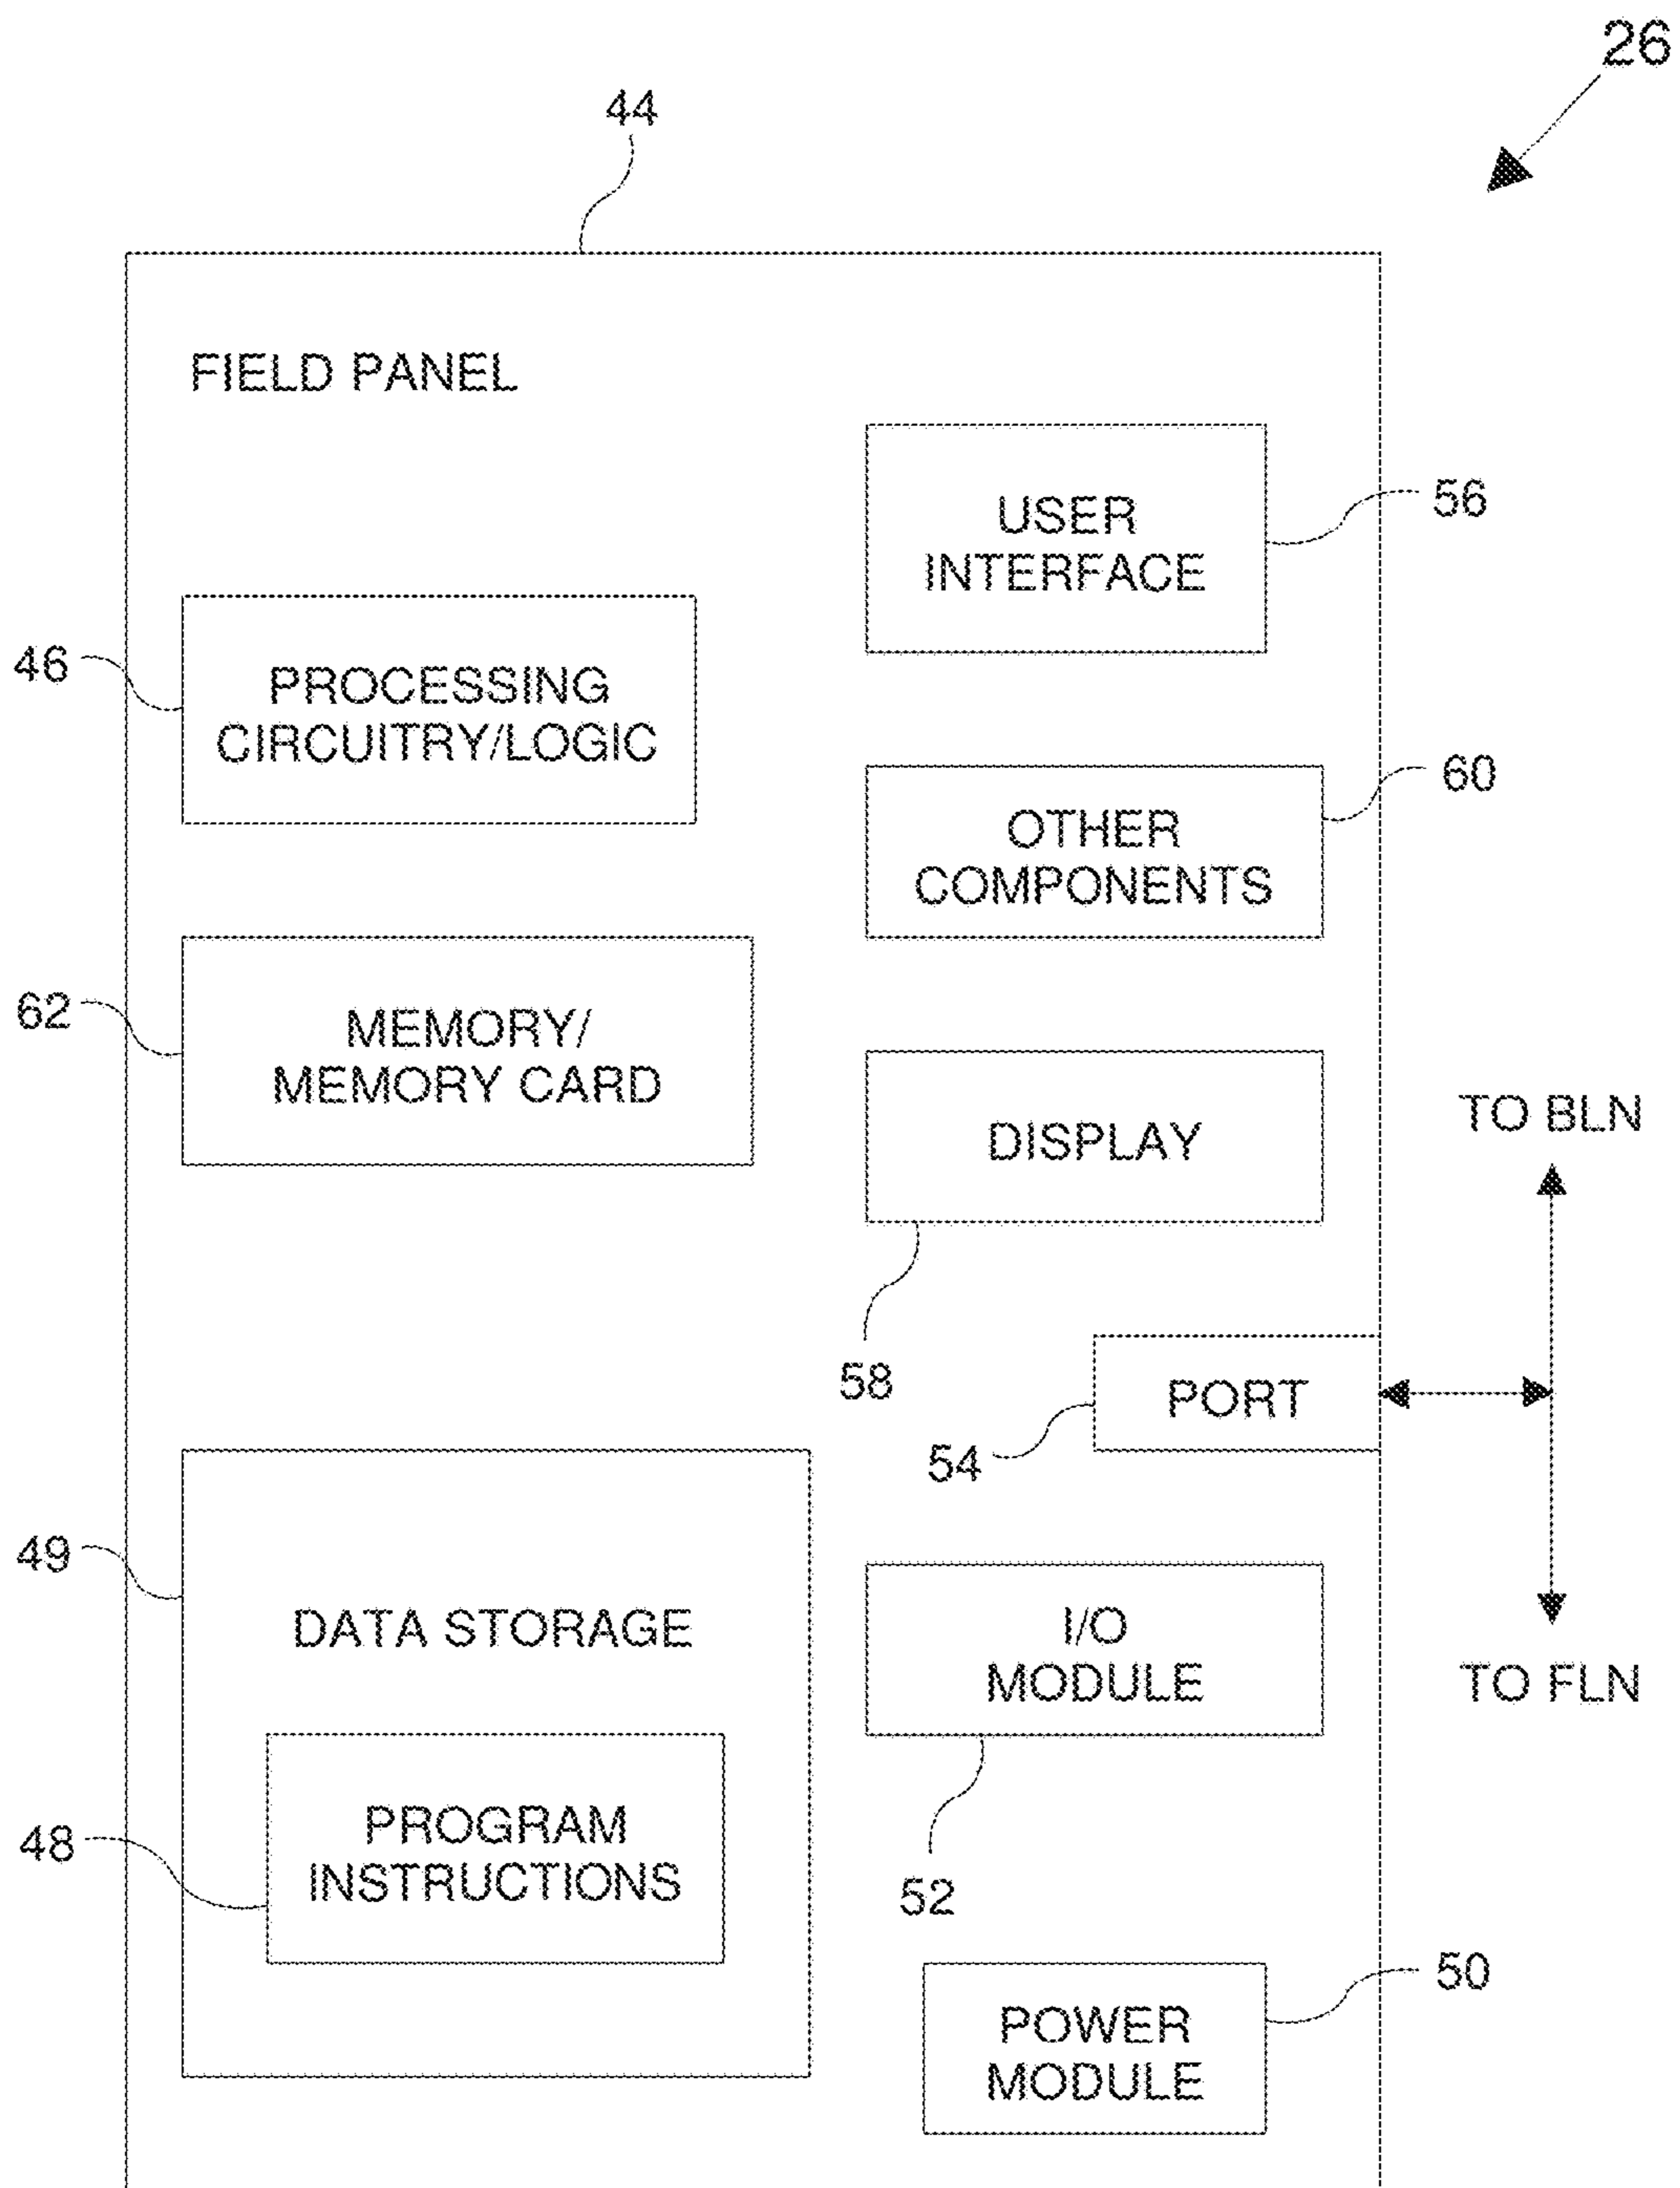 26
44
FIELD PANEL
USER
INTERFACE
56
46
PROCESSING
CIRCUITRY/LOGIC
60
OTHER
COMPONENTS
62
MEMORY/
MEMORY CARD
DISPLAY
TO BLN
58
PORT
54
49
DATA STORAGE
I/O
MODULE
TO FLN
48
PROGRAM
INSTRUCTIONS
52
50
POWER
MODULE